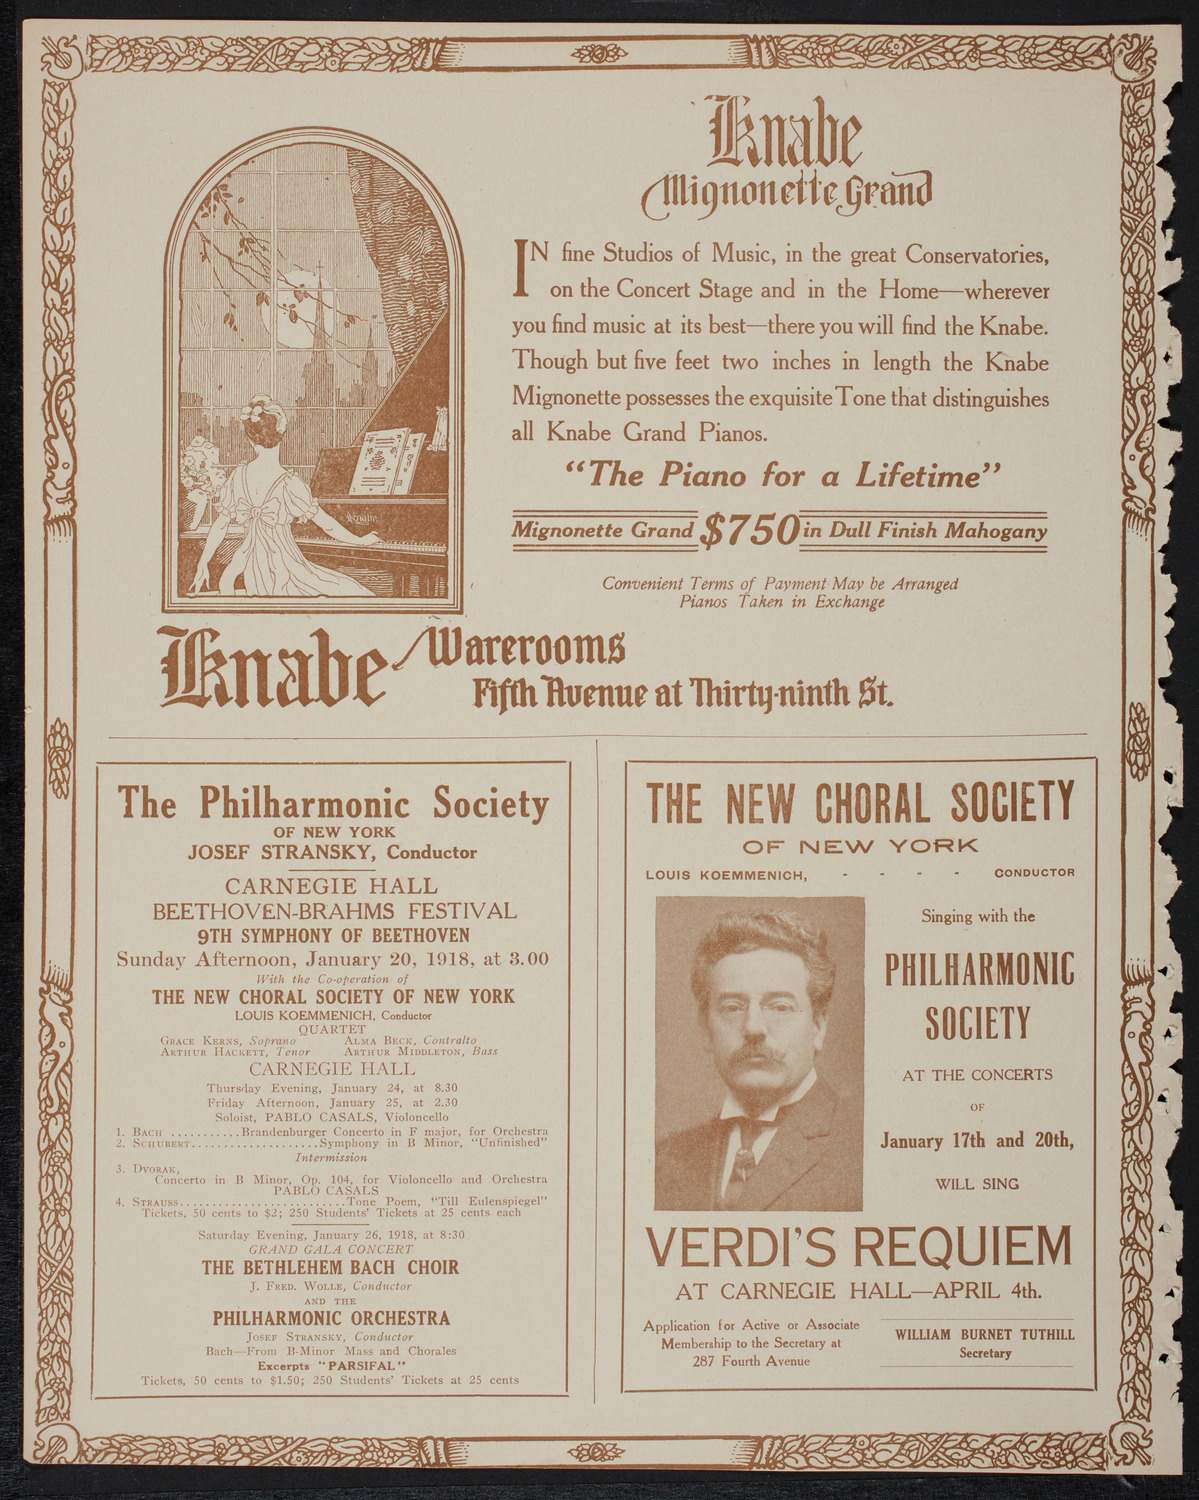 Knabe
Mignonette Grand
IN fine Studios of Music, in the great Conservatories,
on the Concert Stage and in the Home—wherever
you find music at its best—there you will find the Knabe.
Though but five feet two inches in length the Knabe
Mignonette possesses the exquisite Tone that distinguishes
all Knabe Grand Pianos.
"The Piano for a Lifetime"
Mignonette Grand $750 in Dull Finish Mahogany
Convenient Terms of Payment May be Arranged
Pianos Taken in Exchange
Knabe
Knabe Warerooms
Fifth Avenue at Thirty-ninth St.
The Philharmonic Society
OF NEW YORK
JOSEF STRANSKY, Conductor
CARNEGIE HALL
BEETHOVEN-BRAHMS FESTIVAL
9TH SYMPHONY OF BEETHOVEN
Sunday Afternoon, January 20, 1918, at 3.00
With the Co-operation of
THE NEW CHORAL SOCIETY OF NEW YORK
LOUIS KOEMMENICH, Conductor
QUARTET
GRACE KERNS, Soprano ALMA BECK, Contralto
ARTHUR HACKETT, Tenor ARTHUR MIDDLETON, Bass
CARNEGIE HALL
Thursday Evening, January 24, at 8.30
Friday Afternoon, January 25, at 2.30
Soloist, PABLO CASALS, Violoncello
1. BACH ...........Brandenburger Concerto in F major, for Orchestra
2. SCHUBERT....................Symphony in B Minor, "Unfinished"
Intermission
3. DVORAK,
Concerto in B Minor, Op. 104, for Violoncello and Orchestra
PABLO CASALS
4. STRAUSS..........................Tone Poem, "Till Eulenspiegel"
Tickets, 50 cents to $2; 250 Students' Tickets at 25 cents each
Saturday Evening, January 26, 1918, at 8:30
GRAND GALA CONCERT
THE BETHLEHEM BACH CHOIR
J. FRED. WOLLE, Conductor
AND THE
PHILHARMONIC ORCHESTRA
JOSEF STRANSKY, Conductor
Bach—From B-Minor Mass and Chorales
Excerpts "PARSIFAL"
Tickets, 50 cents to $1.50; 250 Students' Tickets at 25 cents
THE NEW CHORAL SOCIETY
OF NEW YORK
LOUIS KOEMMENICH, - - - - CONDUCTOR
Singing with the
PHILHARMONIC
SOCIETY
AT THE CONCERTS
OF
January 17th and 20th,
WILL SING
VERDI'S REQUIEM
AT CARNEGIE HALL—APRIL 4th.
Application for Active or Associate
Membership to the Secretary at
287 Fourth Avenue
WILLIAM BURNET TUTHILL
Secretary